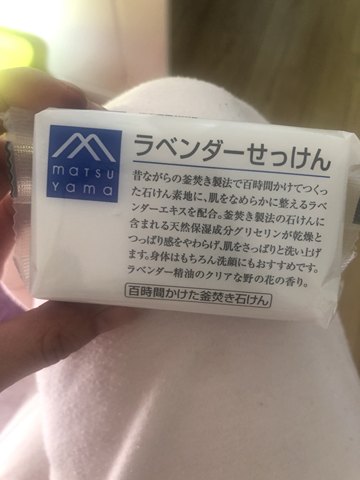 matsu
yama
ラベンダーせっけん
昔ながらの釜焚き製法で百時間かけてつくっ
た石けん素地に、肌をなめらかに整えるラベ
ンダーエキスを配合。釜焚き製法の石けんに
含まれる天然保湿成分グリセリンが乾燥と
つっぱり感をやわらげ、肌をさっぱりと洗い上げ
ます。身体はもちろん洗顔にもおすすめです。
ラベンダー精油のクリアな野の花の香り。
百時間かけた釜焚き石けん